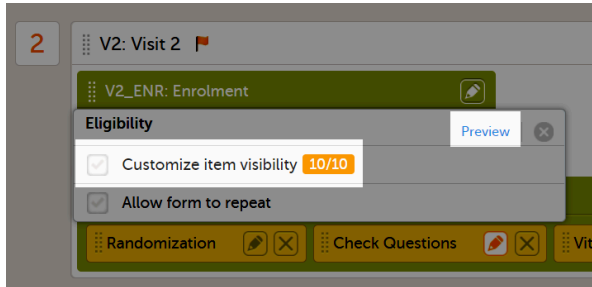 2
V2: Visit 2
V2_ENR: Enrolment
Eligibility
Preview
Customize item visibility 10/10
Allow form to repeat
Randomization
Check Questions
Vit